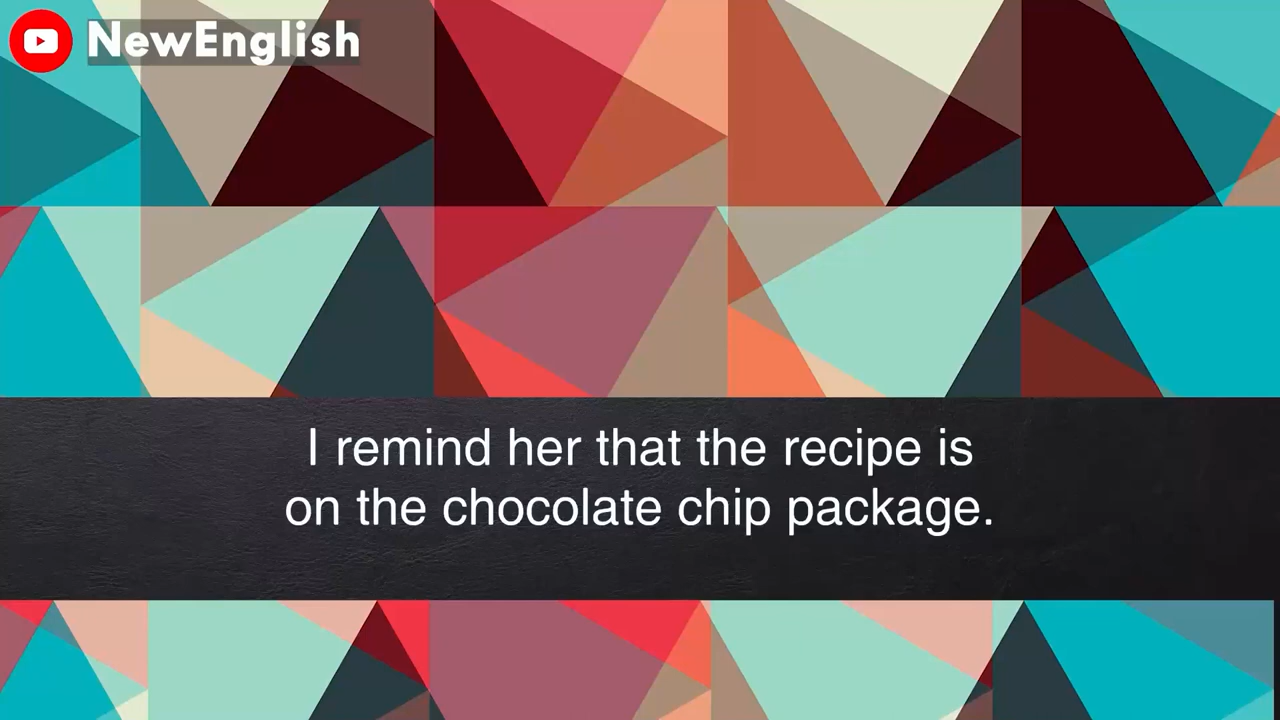 NewEnglish
I remind her that the recipe is
on the chocolate chip package.